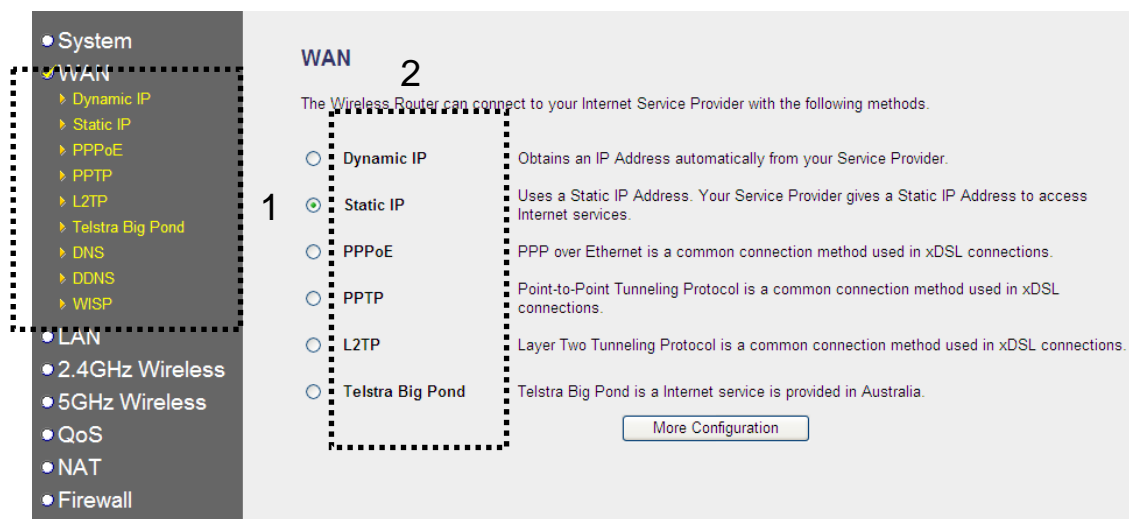 System
WAN
Dynamic IP
Static IP
PPPoE
PPTP
L2TP
Telstra Big Pond
DNS
DDNS
WISP
LAN
2.4GHz Wireless
5GHz Wireless
QoS
NAT
Firewall
1
WAN
2
The Wireless Router can connect to your Internet Service Provider with the following methods.
Dynamic IP Obtains an IP Address automatically from your Service Provider.
Static IP Uses a Static IP Address. Your Service Provider gives a Static IP Address to access
Internet services.
PPPoE PPP over Ethernet is a common connection method used in xDSL connections.
PPTP Point-to-Point Tunneling Protocol is a common connection method used in xDSL
connections.
L2TP Layer Two Tunneling Protocol is a common connection method used in xDSL connections.
Telstra Big Pond Telstra Big Pond is a Internet service is provided in Australia.
More Configuration